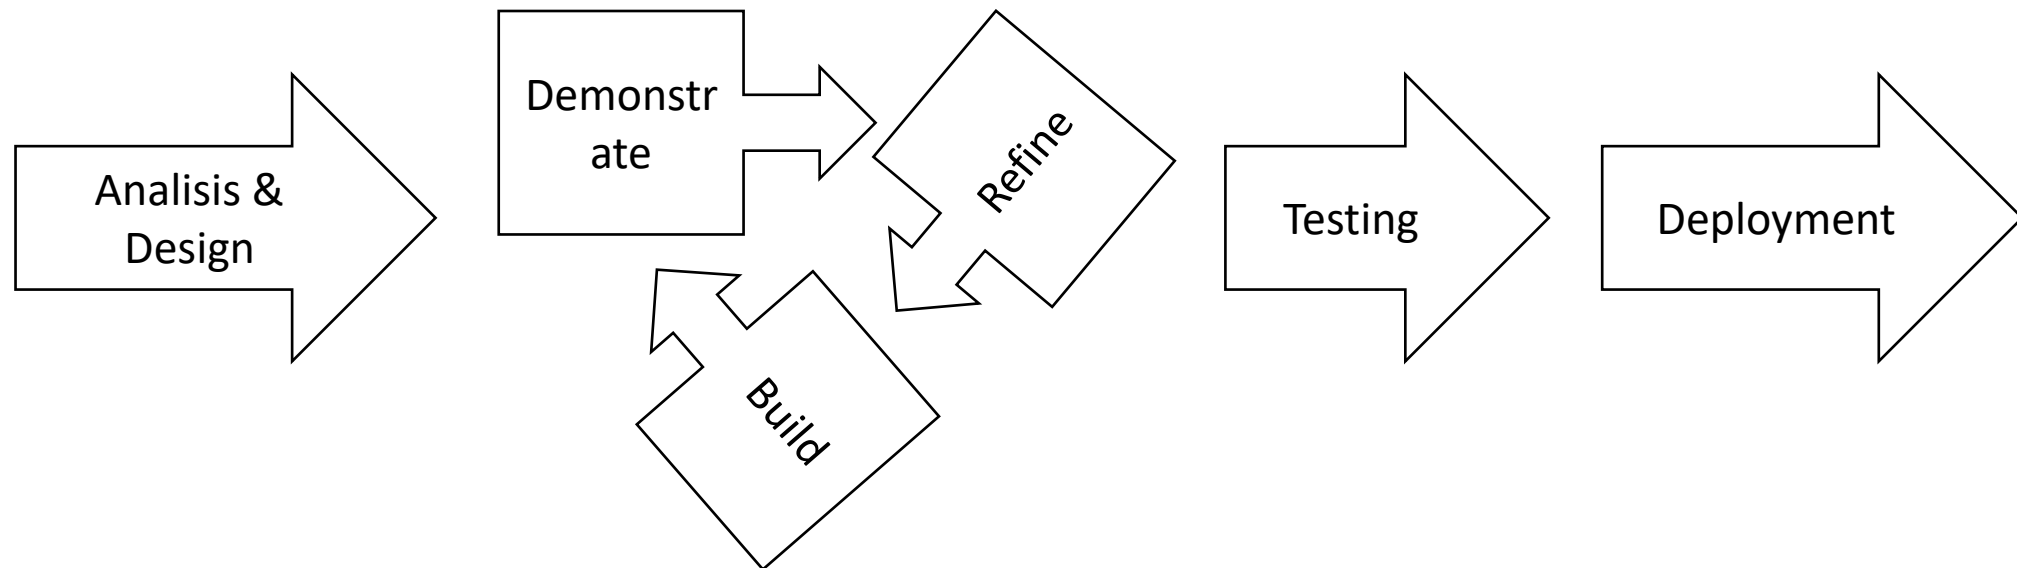 Analisis &
Design
Demonstr
ate
Refine
Build
Testing
Deployment